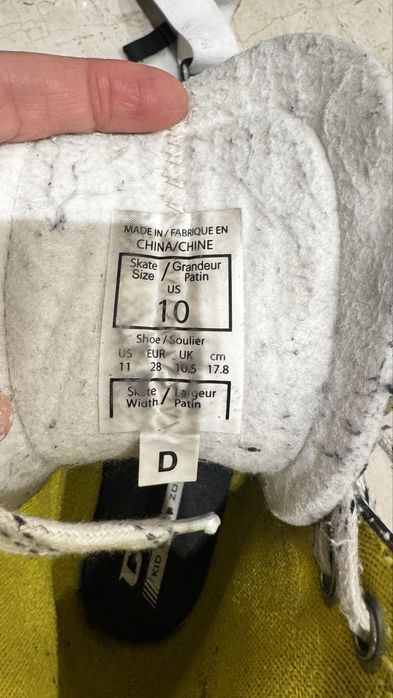 MADE IN / FABRIQUE EN
CHINA/CHINE
Skate Size / Grandeur Patin
US
10
Shoe / Soulier
US EUR UK cm
11 28 10.5 17.8
Skate Width / Largeur Patin
D
KID